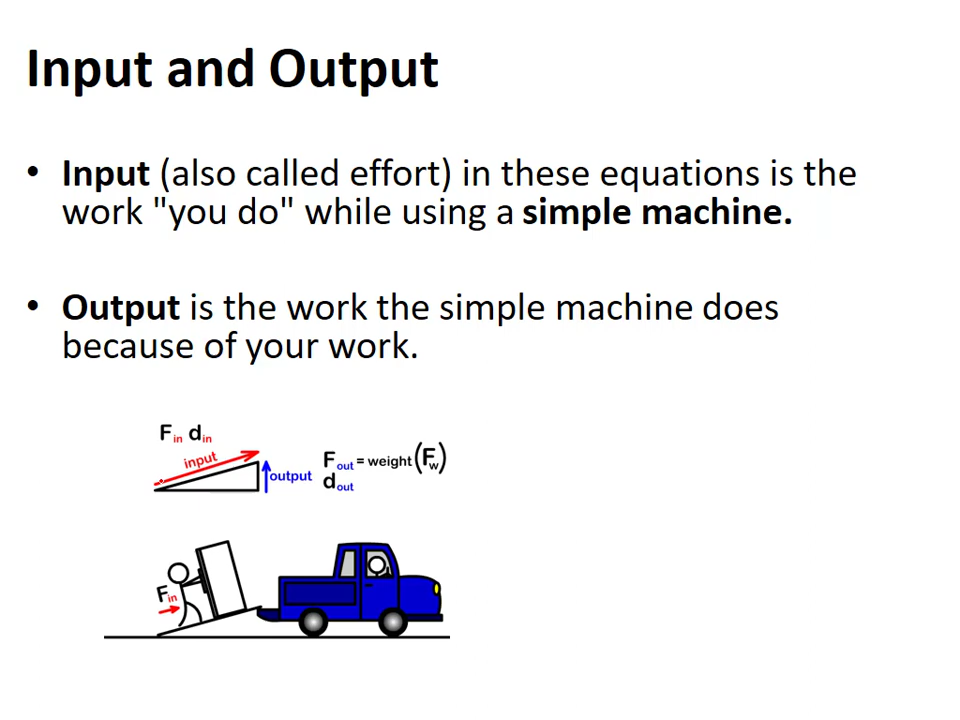 Input and Output
• Input (also called effort) in these equations is the
work "you do" while using a simple machine.
• Output is the work the simple machine does
because of your work.
Fin din
input
output
Fout = weight (Fw)
dout
Fin